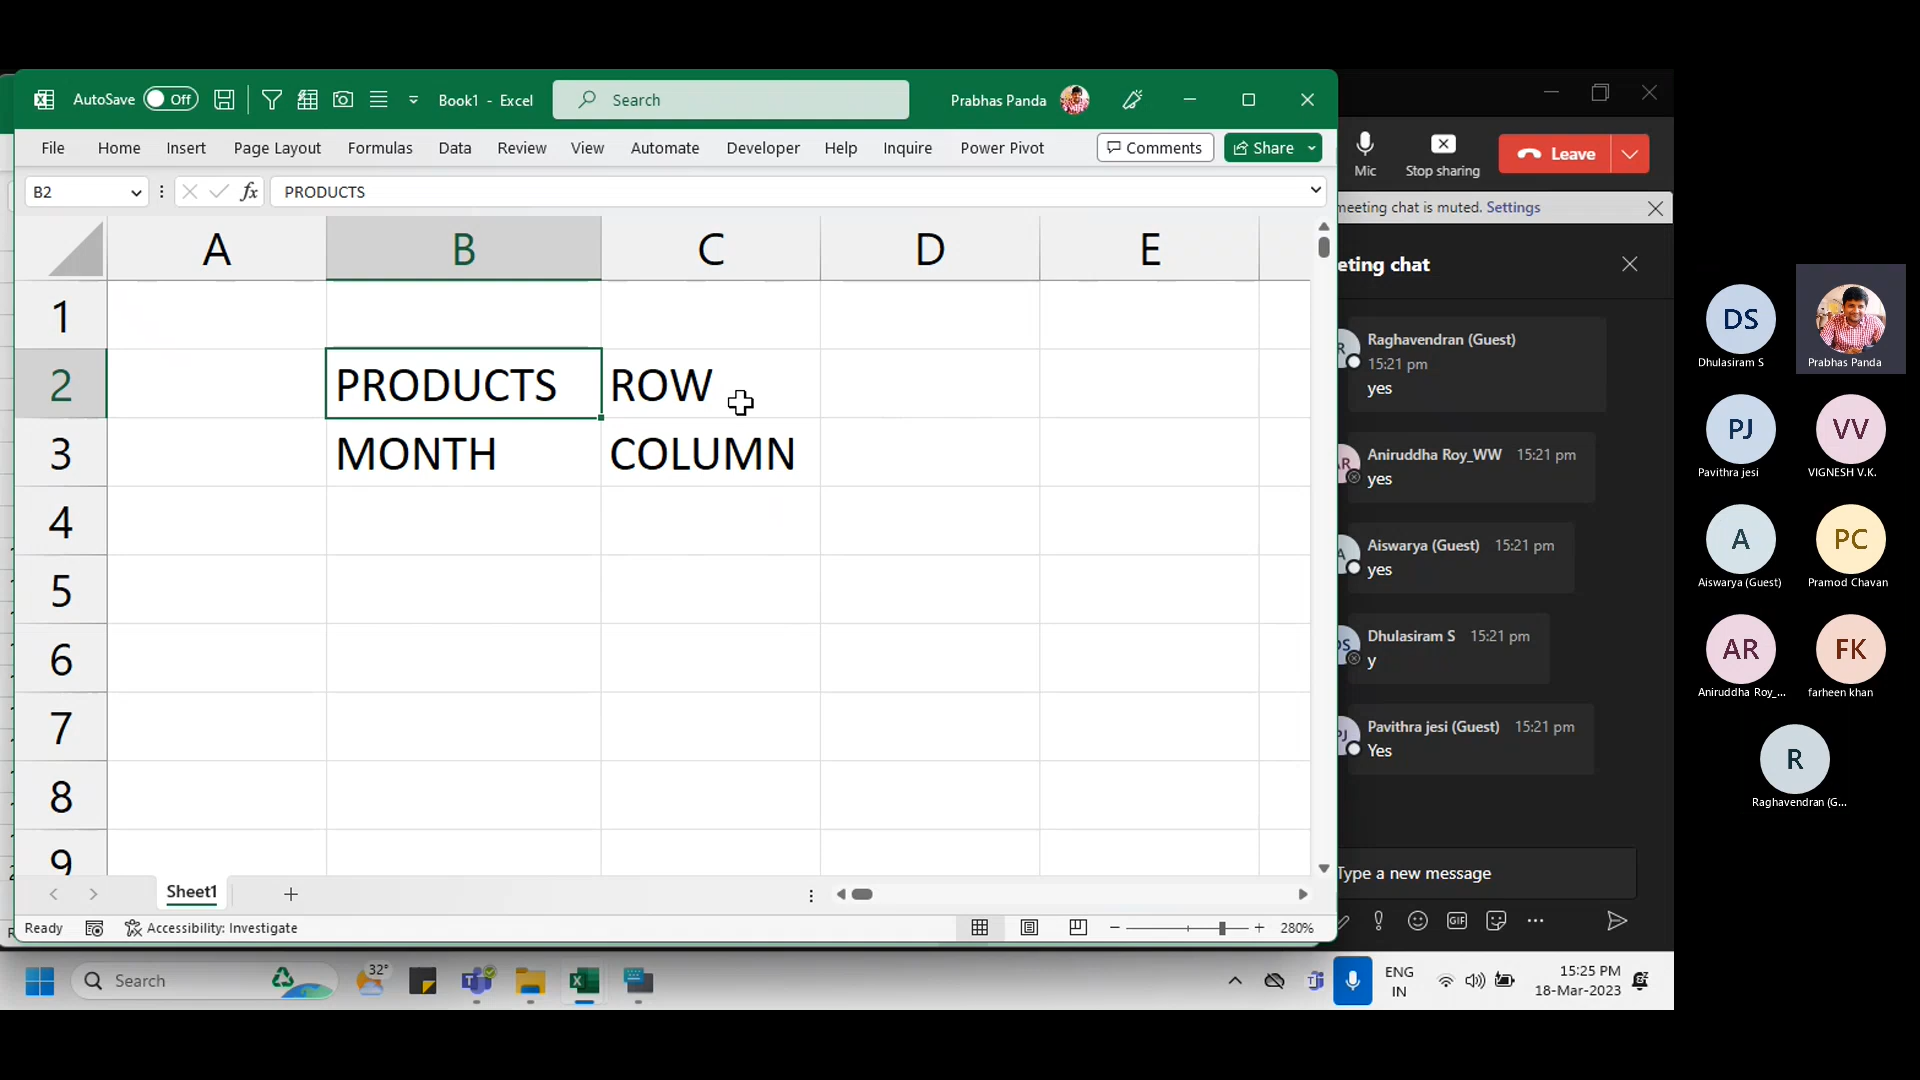 AutoSave Off Book1 - Excel Search Prabhas Panda
File Home Insert Page Layout Formulas Data Review View Automate Developer Help Inquire Power Pivot Comments Share
B2 fx PRODUCTS
A B C D E
1
2 PRODUCTS ROW
3 MONTH COLUMN
4
5
6
7
8
9
Sheet1
Ready Accessibility: Investigate 280%
Mic Stop sharing Leave
meeting chat is muted. Settings
eting chat
Raghavendran (Guest)
15:21 pm
yes
Aniruddha Roy_WW 15:21 pm
yes
Aiswarya (Guest) 15:21 pm
yes
Dhulasiram S 15:21 pm
y
Pavithra jesi (Guest) 15:21 pm
Yes
Type a new message
GIF
DS
Dhulasiram S Prabhas Panda
PJ VV
Pavithra jesi VIGNESH V.K.
A PC
Aiswarya (Guest) Pramod Chavan
AR FK
Aniruddha Roy_... farheen khan
R
Raghavendran (G...
Search 32° ENG 15:25 PM
IN 18-Mar-2023